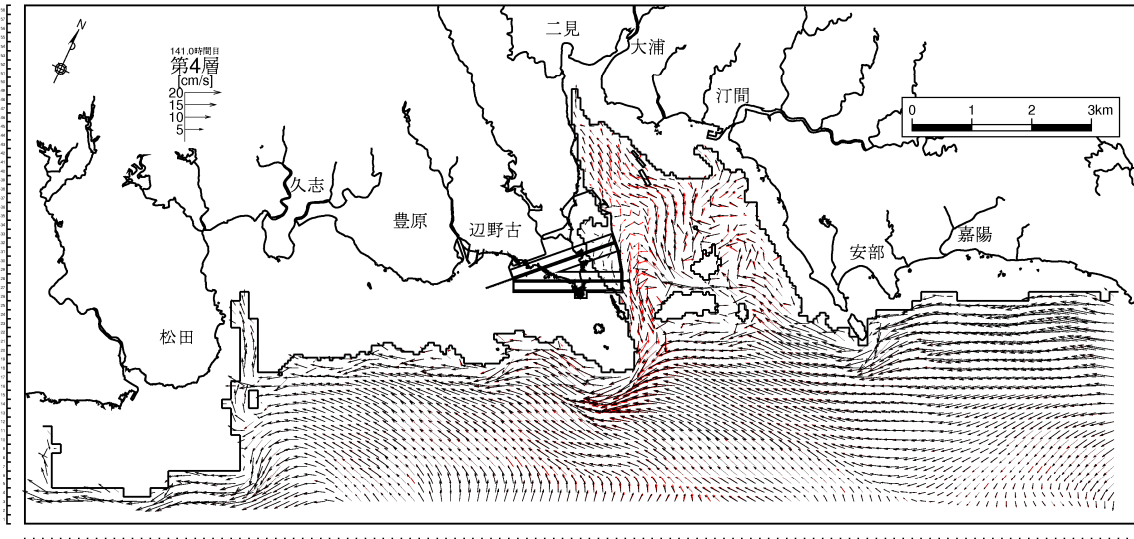 N
141.0時間目
第4層
[cm/s]
20
15
10
5
二見
大浦
汀間
0 1 2 3km
久志
豊原
辺野古
安部
嘉陽
松田